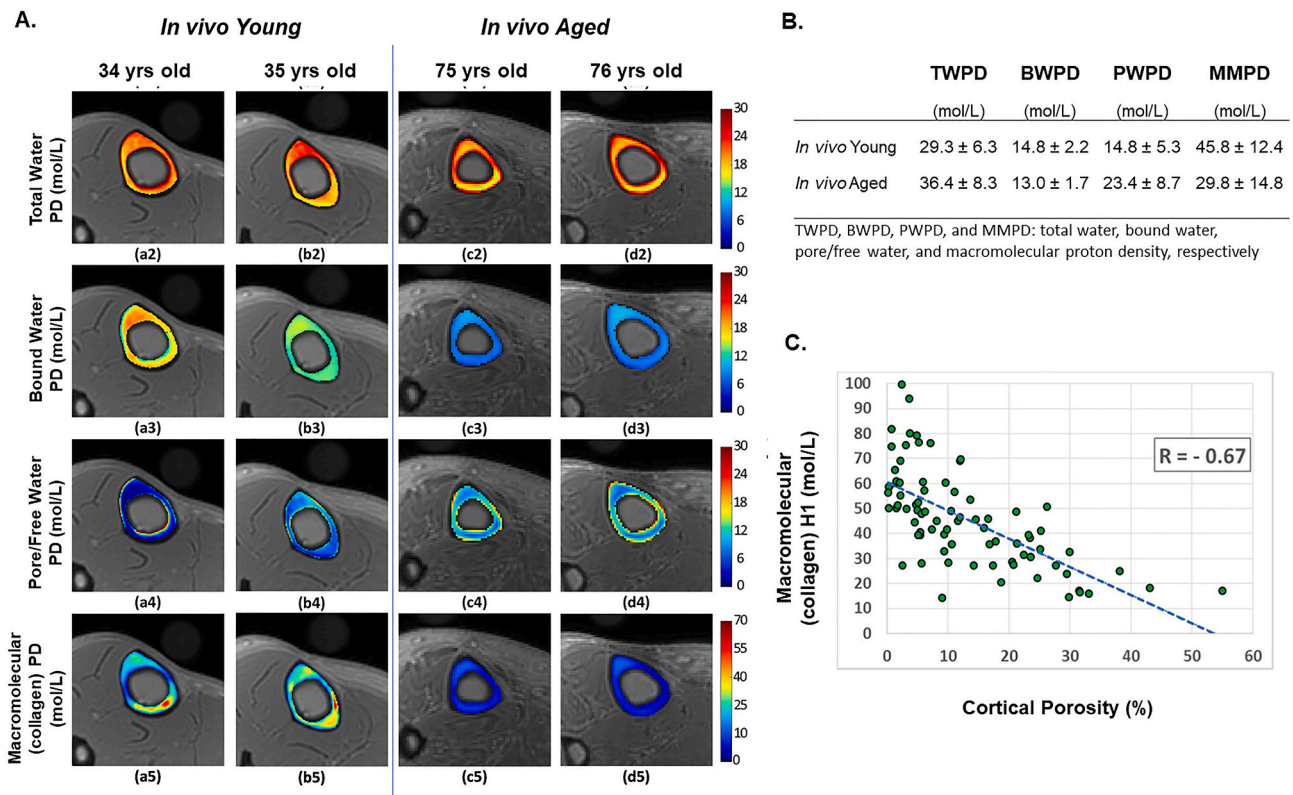 A.
In vivo Young
In vivo Aged
34 yrs old
35 yrs old
75 yrs old
76 yrs old
Total Water
PD (mol/L)
30
24
18
12
6
0
(a2)
(b2)
(c2)
(d2)
Bound Water
PD (mol/L)
30
24
18
12
6
0
(a3)
(b3)
(c3)
(d3)
Pore/Free Water
PD (mol/L)
30
24
18
12
6
0
(a4)
(b4)
(c4)
(d4)
Macromolecular
(collagen) PD
(mol/L)
70
55
45
35
25
10
0
(a5)
(b5)
(c5)
(d5)
B.
TWPD BWPD PWPD MMPD
(mol/L) (mol/L) (mol/L) (mol/L)
In vivo Young 29.3 ± 6.3 14.8 ± 2.2 14.8 ± 5.3 45.8 ± 12.4
In vivo Aged 36.4 ± 8.3 13.0 ± 1.7 23.4 ± 8.7 29.8 ± 14.8
TWPD, BWPD, PWPD, and MMPD: total water, bound water,
pore/free water, and macromolecular proton density, respectively
C.
Macromolecular
(collagen) H1 (mol/L)
100
90
80
70
60
50
40
30
20
10
0
R = - 0.67
0 10 20 30 40 50 60
Cortical Porosity (%)